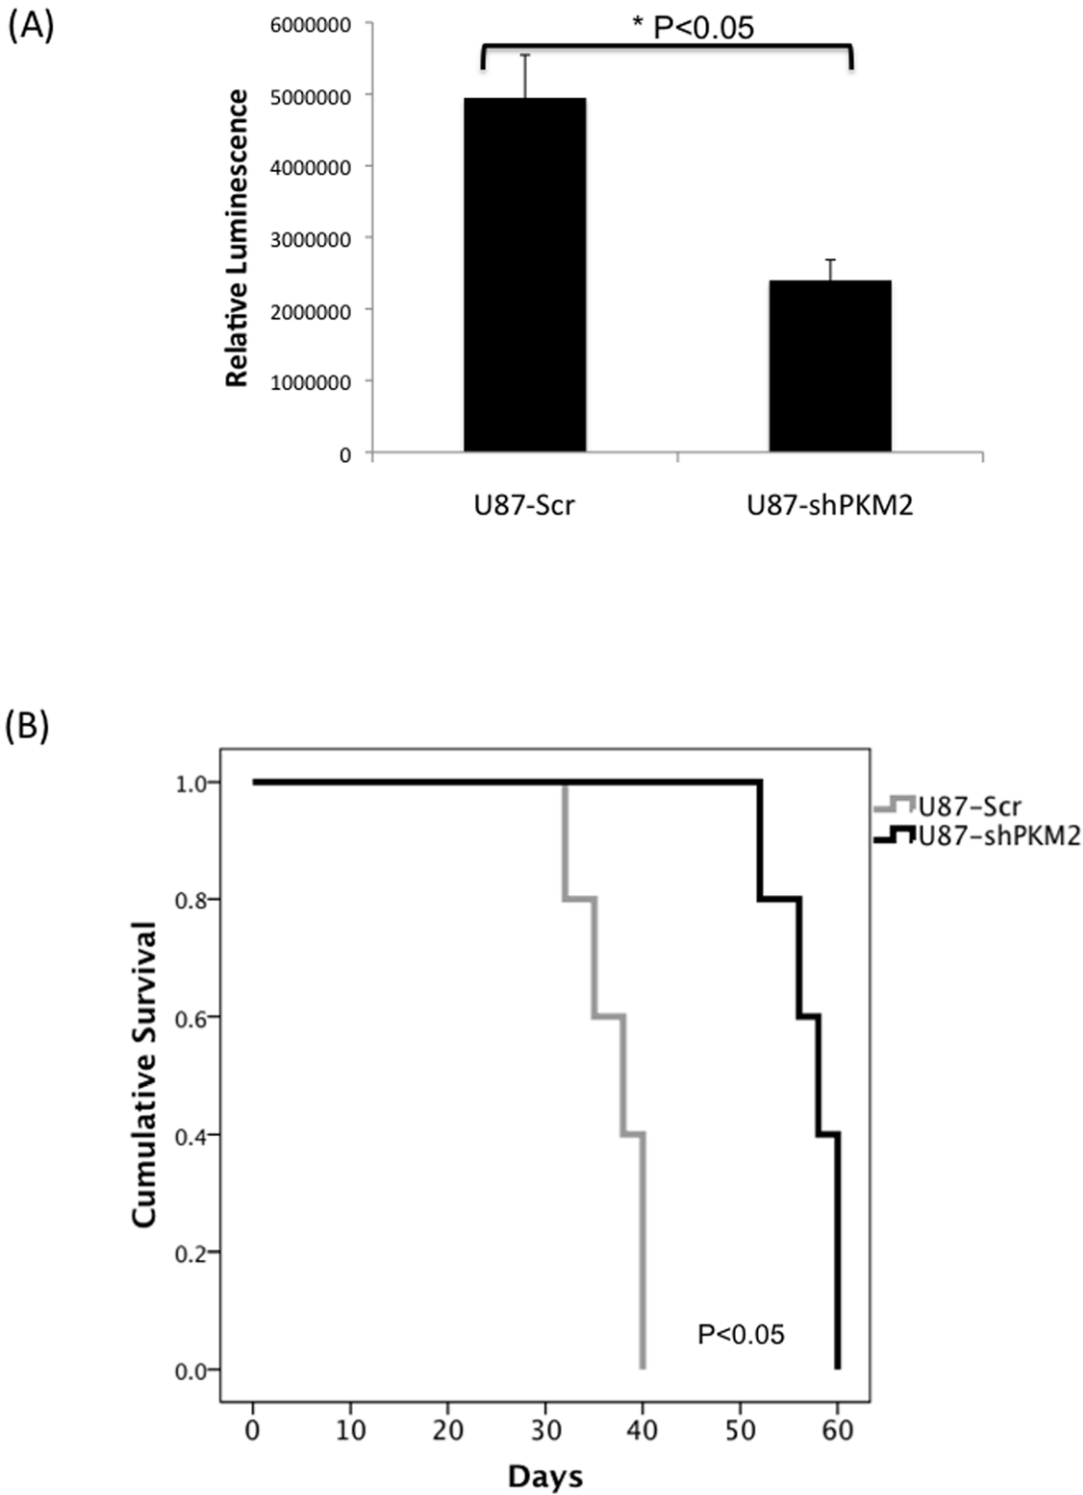 (A)
* P<0.05
6000000
5000000
4000000
3000000
2000000
1000000
0
Relative Luminescence
U87-Scr
U87-shPKM2
(B)
1.0
0.8
0.6
0.4
0.2
0.0
Cumulative Survival
U87–Scr
U87–shPKM2
P<0.05
0 10 20 30 40 50 60
Days